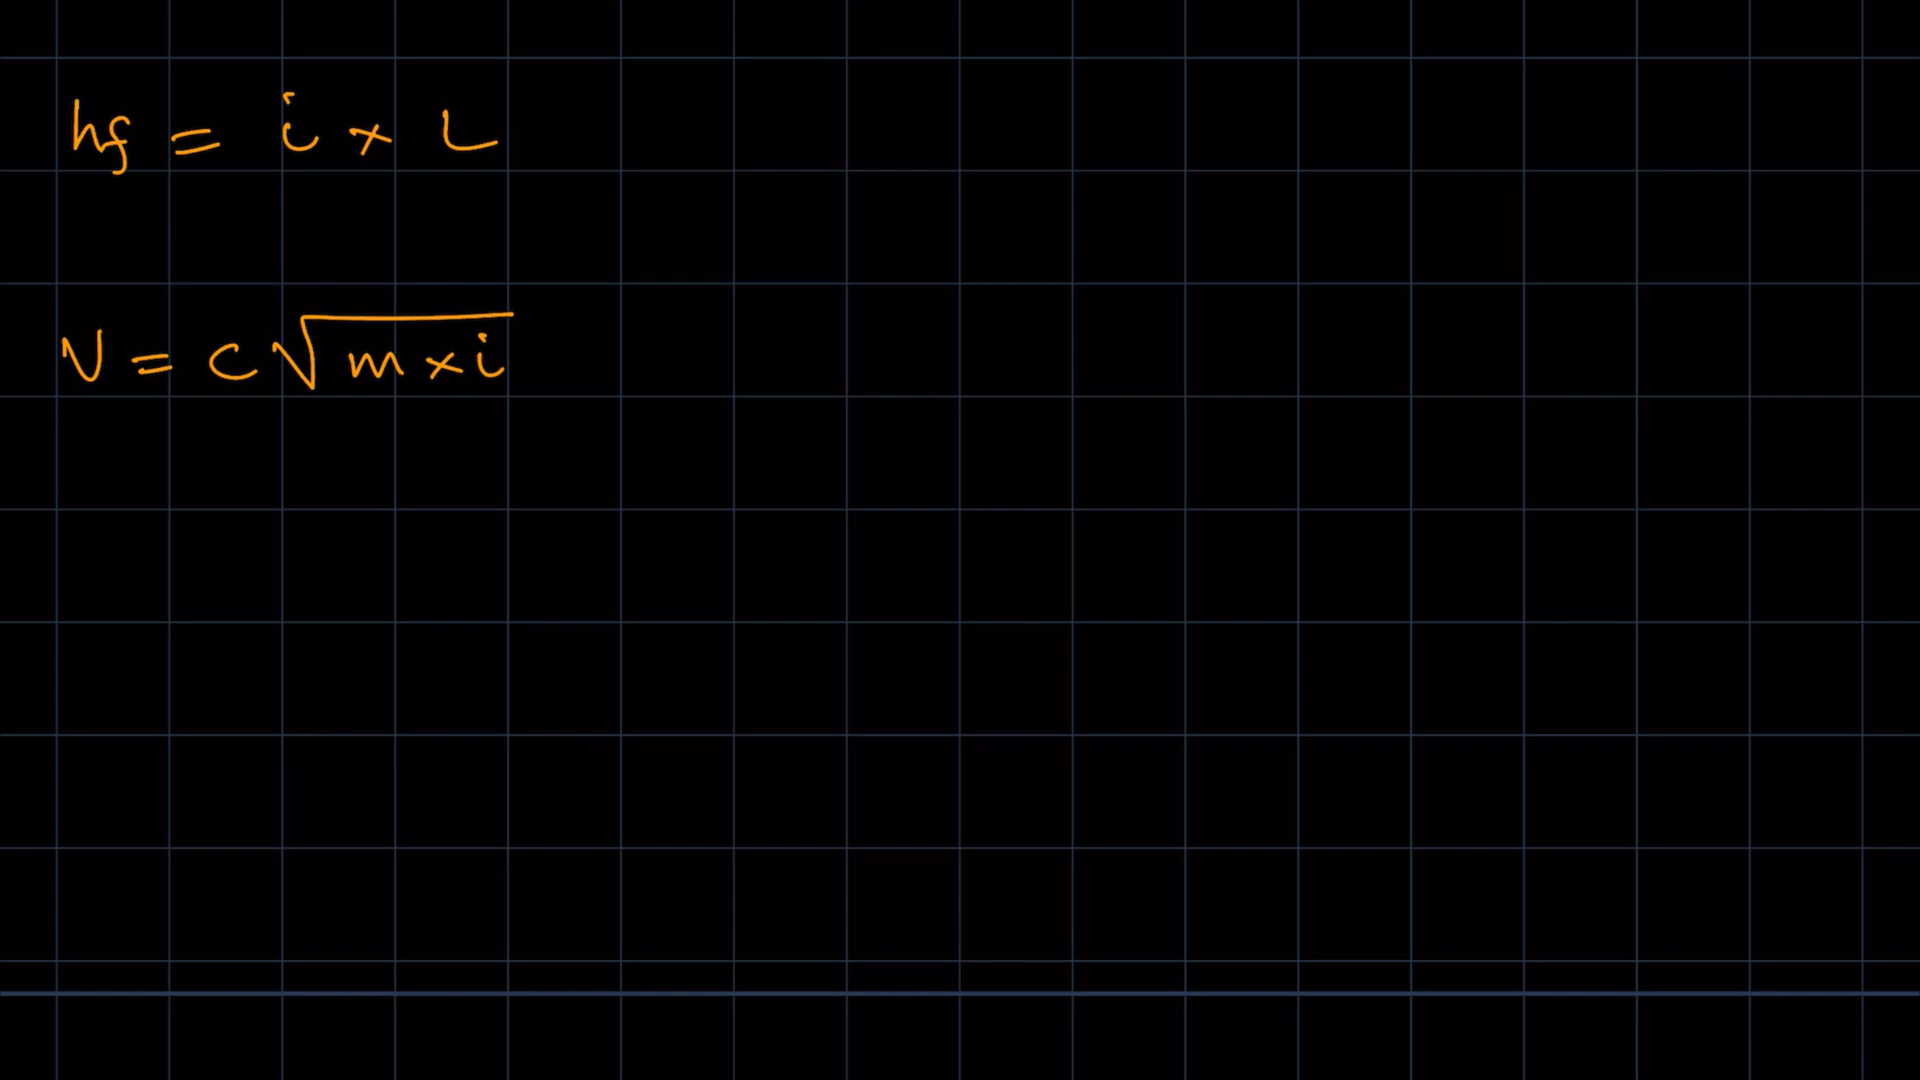 hf = i × L
V = c√m×i